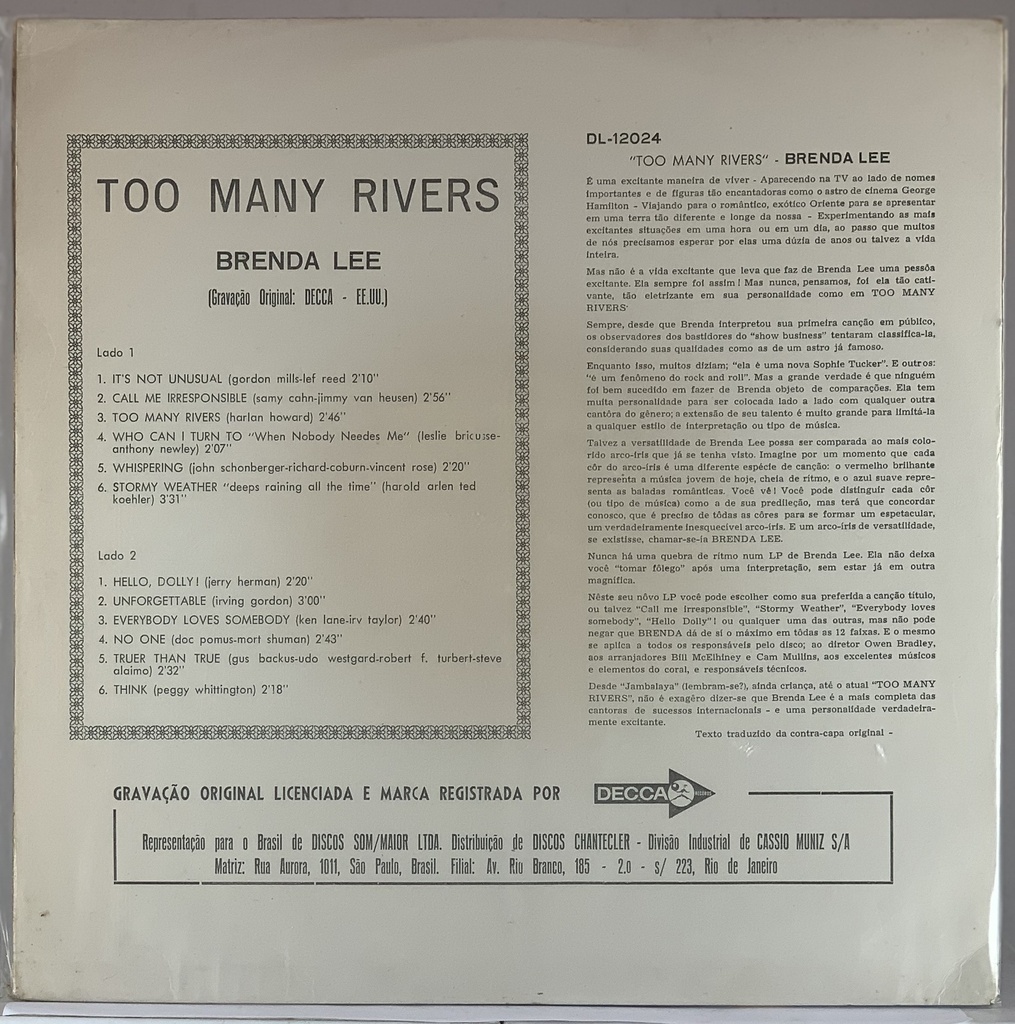 TOO MANY RIVERS
BRENDA LEE
(Gravação Original: DECCA - EE.UU.)
Lado 1
1. IT'S NOT UNUSUAL (gordon mills-lef reed 2'10"
2. CALL ME IRRESPONSIBLE (samy cahn-jimmy van heusen) 2'56"
3. TOO MANY RIVERS (harlan howard) 2'46"
4. WHO CAN I TURN TO "When Nobody Needes Me" (leslie bricusse-
anthony newley) 2'07"
5. WHISPERING (john schonberger-richard-coburn-vincent rose) 2'20"
6. STORMY WEATHER "deeps raining all the time" (harold arlen ted
koehler) 3'31"
Lado 2
1. HELLO, DOLLY! (jerry herman) 2'20"
2. UNFORGETTABLE (irving gordon) 3'00"
3. EVERYBODY LOVES SOMEBODY (ken lane-irv taylor) 2'40"
4. NO ONE (doc pomus-mort shuman) 2'43"
5. TRUER THAN TRUE (gus backus-udo westgard-robert f. turbert-steve
alaimo) 2'32"
6. THINK (peggy whittington) 2'18"
DL-12024
"TOO MANY RIVERS" - BRENDA LEE
É uma excitante maneira de viver - Aparecendo na TV ao lado de nomes
importantes e de figuras tão encantadoras como o astro de cinema George
Hamilton - Viajando para o romântico, exótico Oriente para se apresentar
em uma terra tão diferente e longe da nossa - Experimentando as mais
excitantes situações em uma hora ou em um dia, ao passo que muitos
de nós precisamos esperar por elas uma dúzia de anos ou talvez a vida
inteira.
Mas não é a vida excitante que leva que faz de Brenda Lee uma pessôa
excitante. Ela sempre foi assim! Mas nunca, pensamos, foi ela tão cati-
vante, tão eletrizante em sua personalidade como em TOO MANY
RIVERS·
Sempre, desde que Brenda interpretou sua primeira canção em público,
os observadores dos bastidores do "show business" tentaram classifica-la,
considerando suas qualidades como as de um astro já famoso.
Enquanto isso, muitos diziam; "ela é uma nova Sophie Tucker". E outros:
"é um fenômeno do rock and roll". Mas a grande verdade é que ninguém
foi bem sucedido em fazer de Brenda objeto de comparações. Ela tem
muita personalidade para ser colocada lado a lado com qualquer outra
cantôra do gênero; a extensão de seu talento é muito grande para limitá-la
a qualquer estilo de interpretação ou tipo de música.
Talvez a versatilidade de Brenda Lee possa ser comparada ao mais colo-
rido arco-íris que já se tenha visto. Imagine por um momento que cada
côr do arco-íris é uma diferente espécie de canção: o vermelho brilhante
representa a música jovem de hoje, cheia de ritmo, e o azul suave repre-
senta as baladas românticas. Você vê! Você pode distinguir cada côr
(ou tipo de música) como a de sua predileção, mas terá que concordar
conosco, que é preciso de tôdas as côres para se formar um espetacular,
um verdadeiramente inesquecível arco-íris. E um arco-íris de versatilidade,
se existisse, chamar-se-ia BRENDA LEE.
Nunca há uma quebra de ritmo num LP de Brenda Lee. Ela não deixa
você "tomar fôlego" após uma interpretação, sem estar já em outra
magnífica.
Nêste seu nôvo LP você pode escolher como sua preferida a canção título,
ou talvez "Call me irresponsible", "Stormy Weather", "Everybody loves
somebody", "Hello Dolly"! ou qualquer uma das outras, mas não pode
negar que BRENDA dá de si o máximo em tôdas as 12 faixas. E o mesmo
se aplica a todos os responsáveis pelo disco; ao diretor Owen Bradley,
aos arranjadores Bill McElhiney e Cam Mullins, aos excelentes músicos
e elementos do coral, e responsáveis técnicos.
Desde "Jambalaya" (lembram-se?), ainda criança, até o atual "TOO MANY
RIVERS", não é exagêro dizer-se que Brenda Lee é a mais completa das
cantoras de sucessos internacionais - e uma personalidade verdadeira-
mente excitante.
Texto traduzido da contra-capa original -
GRAVAÇÃO ORIGINAL LICENCIADA E MARCA REGISTRADA POR DECCA RECORDS
Representação para o Brasil de DISCOS SOM/MAIOR LTDA. Distribuição de DISCOS CHANTECLER - Divisão Industrial de CASSIO MUNIZ S/A
Matriz: Rua Aurora, 1011, São Paulo, Brasil. Filial: Av. Rio Branco, 185 - 2.o - s/ 223, Rio de Janeiro